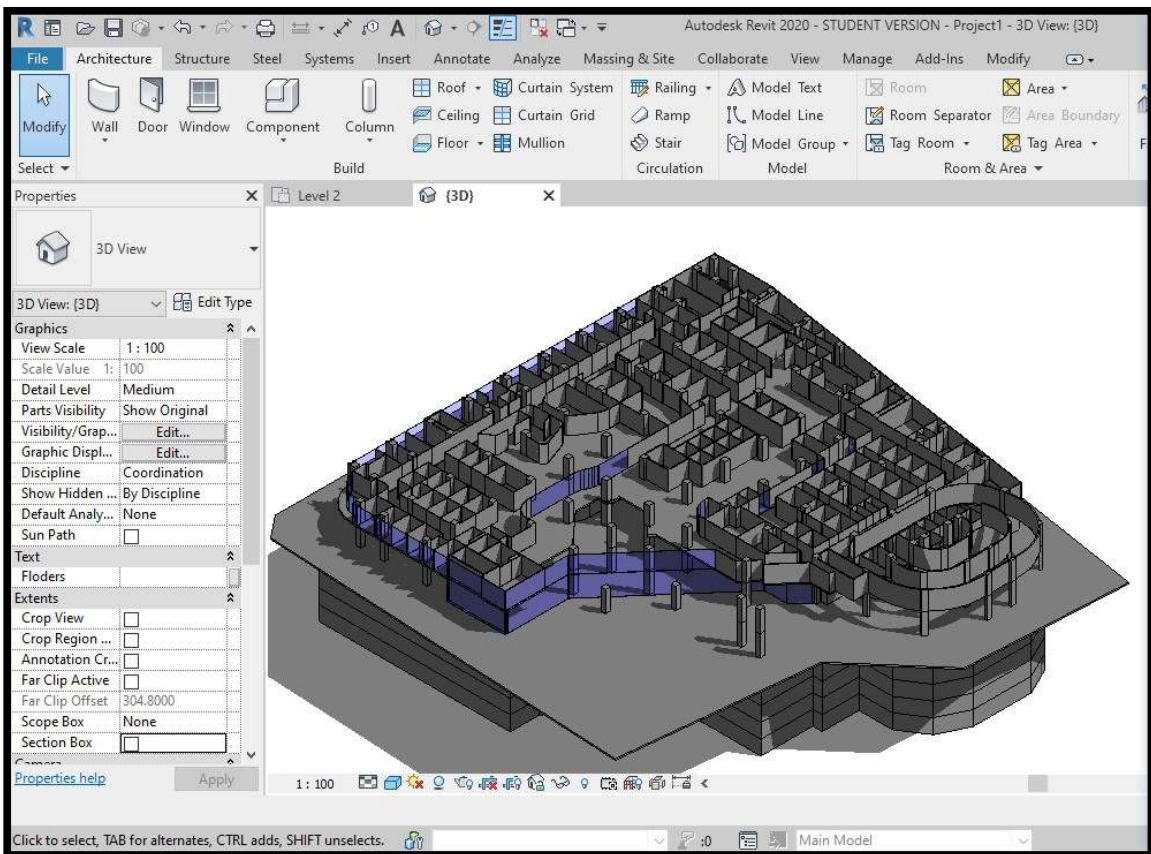 Autodesk Revit 2020 - STUDENT VERSION - Project1 - 3D View: {3D}
File Architecture Structure Steel Systems Insert Annotate Analyze Massing & Site Collaborate View Manage Add-Ins Modify
Roof Curtain System Railing Model Text Room Area
Modify Wall Door Window Component Column Ceiling Curtain Grid Ramp Model Line Room Separator Area Boundary
Floor Mullion Stair Model Group Tag Room Tag Area
Select Build Circulation Model Room & Area
Properties
Level 2 {3D}
3D View
3D View: {3D} Edit Type
Graphics
View Scale 1 : 100
Scale Value 1: 100
Detail Level Medium
Parts Visibility Show Original
Visibility/Grap... Edit...
Graphic Displ... Edit...
Discipline Coordination
Show Hidden ... By Discipline
Default Analy... None
Sun Path
Text
Floders
Extents
Crop View
Crop Region ...
Annotation Cr...
Far Clip Active
Far Clip Offset 304.8000
Scope Box None
Section Box
Camera
Properties help Apply
1 : 100
Click to select, TAB for alternates, CTRL adds, SHIFT unselects. :0 Main Model